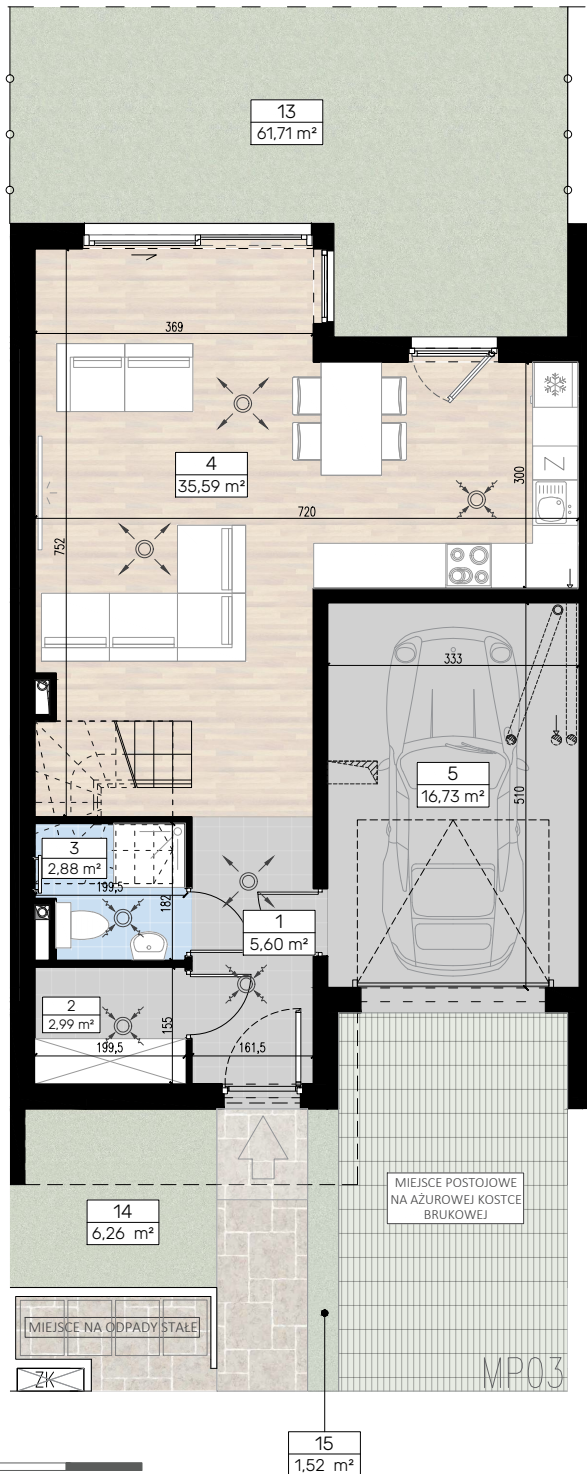 13
61,71 m²
369
4
35,59 m²
300
Z
720
752
333
5
16,73 m²
510
3
2,88 m²
199,5
182
1
5,60 m²
2
2,99 m²
155
199,5
161,5
MIEJSCE POSTOJOWE
NA AŻUROWEJ KOSTCE
BRUKOWEJ
14
6,26 m²
MIEJSCE NA ODPADY STAŁE
ZK
MP03
15
1,52 m²